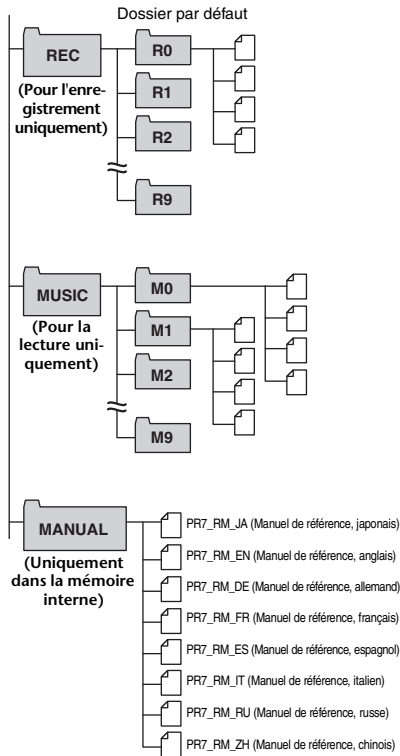 Dossier par défaut
REC
R0
(Pour l'enre-
gistrement
uniquement)
R1
R2
R9
MUSIC
M0
(Pour la
lecture uni-
quement)
M1
M2
M9
MANUAL
(Uniquement
dans la mémoire
interne)
PR7_RM_JA (Manuel de référence, japonais)
PR7_RM_EN (Manuel de référence, anglais)
PR7_RM_DE (Manuel de référence, allemand)
PR7_RM_FR (Manuel de référence, français)
PR7_RM_ES (Manuel de référence, espagnol)
PR7_RM_IT (Manuel de référence, italien)
PR7_RM_RU (Manuel de référence, russe)
PR7_RM_ZH (Manuel de référence, chinois)